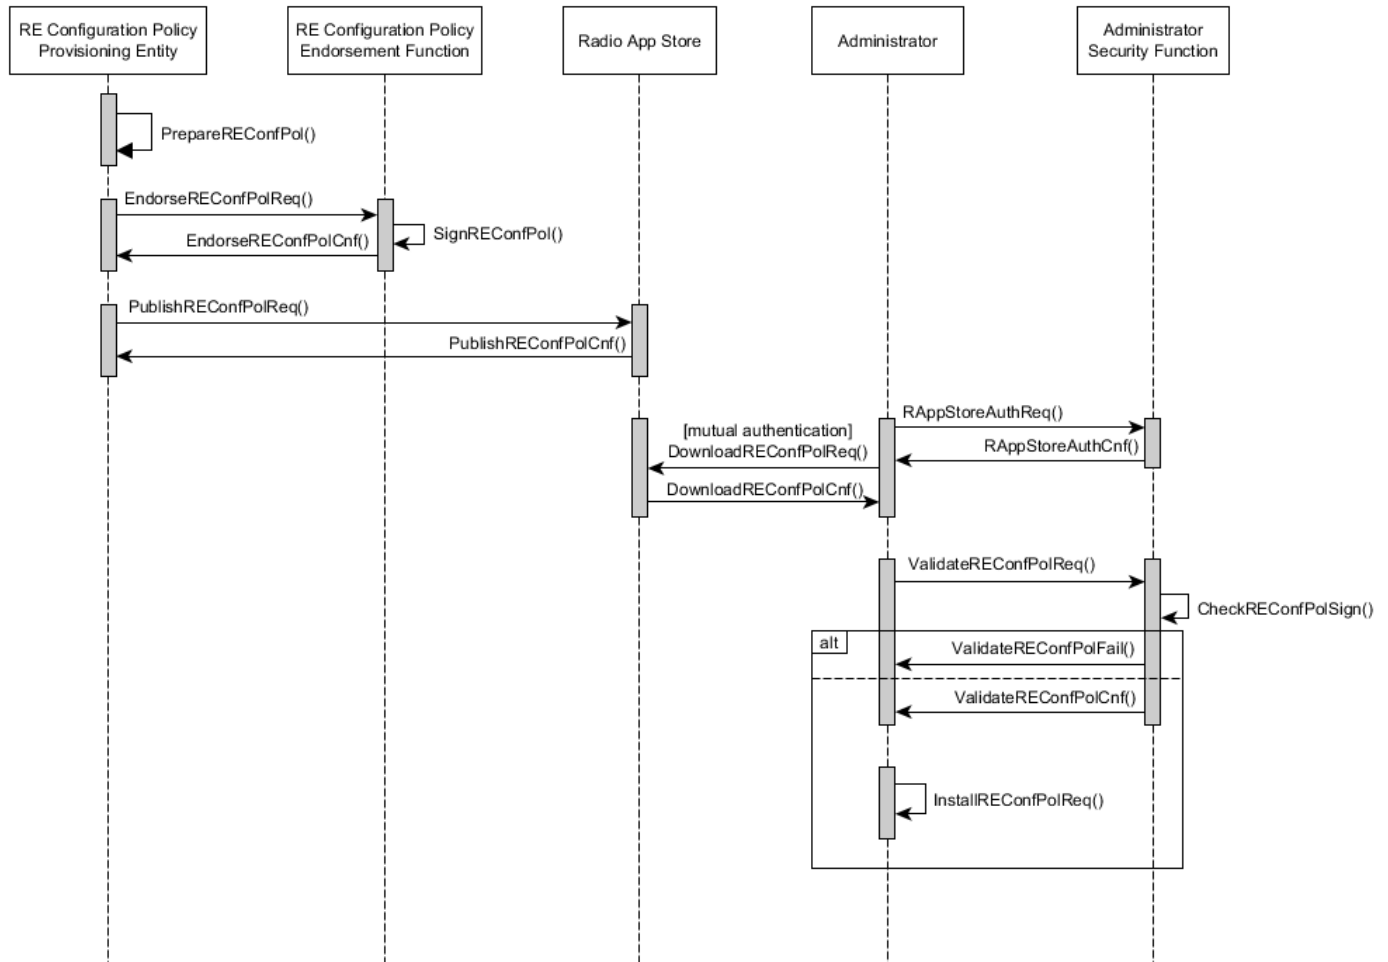 RE Configuration Policy
Provisioning Entity
RE Configuration Policy
Endorsement Function
Radio App Store
Administrator
Administrator
Security Function
PrepareREConfPol()
EndorseREConfPolReq()
SignREConfPol()
EndorseREConfPolCnf()
PublishREConfPolReq()
PublishREConfPolCnf()
RAppStoreAuthReq()
[mutual authentication]
RAppStoreAuthCnf()
DownloadREConfPolReq()
DownloadREConfPolCnf()
ValidateREConfPolReq()
CheckREConfPolSign()
alt
ValidateREConfPolFail()
ValidateREConfPolCnf()
InstallREConfPolReq()